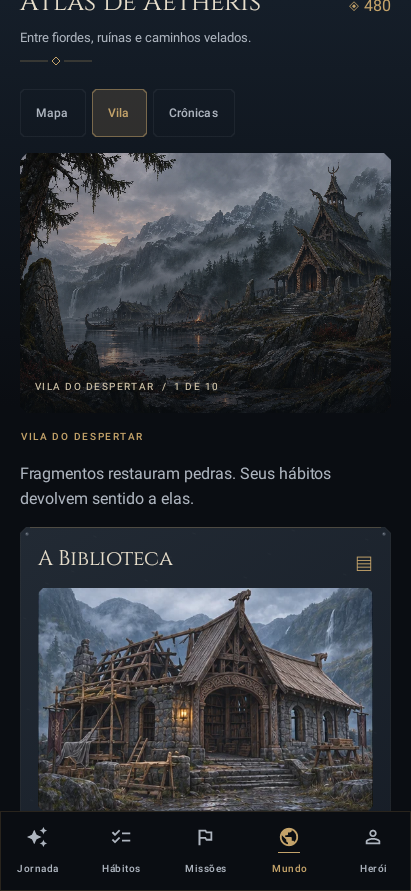 ATLAS DE AETHERIS
480
Entre fiordes, ruínas e caminhos velados.
Mapa
Vila
Crônicas
VILA DO DESPERTAR / 1 DE 10
VILA DO DESPERTAR
Fragmentos restauram pedras. Seus hábitos
devolvem sentido a elas.
A BIBLIOTECA
Jornada
Hábitos
Missões
Mundo
Herói